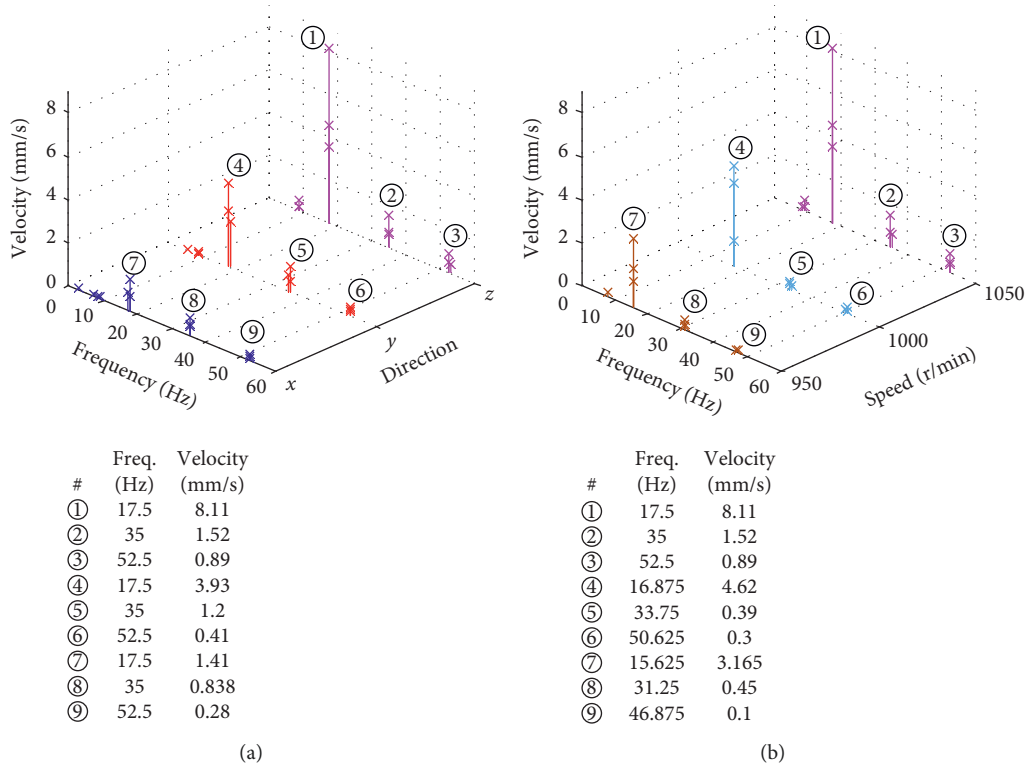 ①
②
③
④
⑤
⑥
⑦
⑧
⑨
8
6
4
2
0
Velocity (mm/s)
0
10
20
30
40
50
60
Frequency (Hz)
x
y
z
Direction
①
②
③
④
⑤
⑥
⑦
⑧
⑨
8
6
4
2
0
Velocity (mm/s)
0
10
20
30
40
50
60
Frequency (Hz)
950
1000
1050
Speed (r/min)
Freq. Velocity
# (Hz) (mm/s)
① 17.5 8.11
② 35 1.52
③ 52.5 0.89
④ 17.5 3.93
⑤ 35 1.2
⑥ 52.5 0.41
⑦ 17.5 1.41
⑧ 35 0.838
⑨ 52.5 0.28
(a)
Freq. Velocity
# (Hz) (mm/s)
① 17.5 8.11
② 35 1.52
③ 52.5 0.89
④ 16.875 4.62
⑤ 33.75 0.39
⑥ 50.625 0.3
⑦ 15.625 3.165
⑧ 31.25 0.45
⑨ 46.875 0.1
(b)